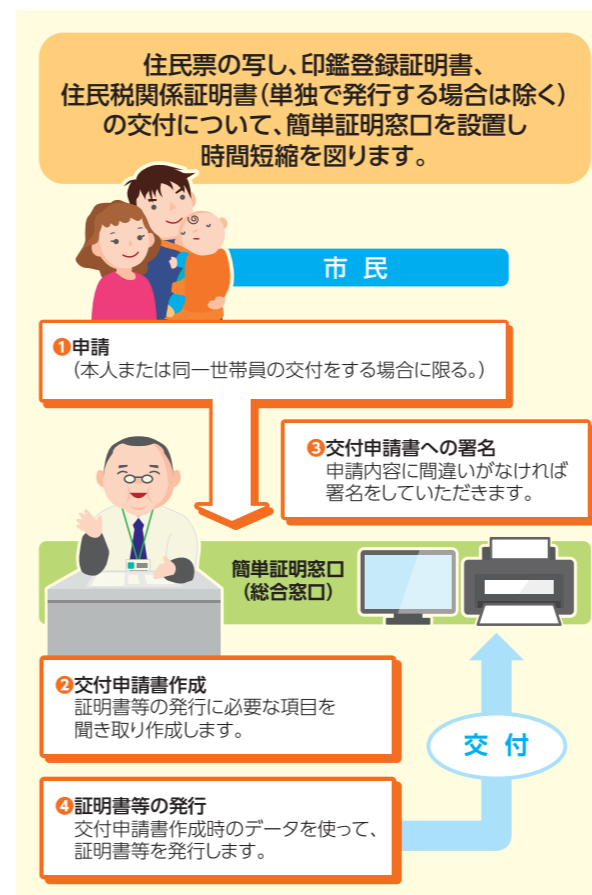 住民票の写し、印鑑登録証明書、
住民税関係証明書(単独で発行する場合は除く)
の交付について、簡単証明窓口を設置し
時間短縮を図ります。
市民
❶申請
(本人または同一世帯員の交付をする場合に限る。)
❸交付申請書への署名
申請内容に間違いがなければ
署名をしていただきます。
簡単証明窓口
(総合窓口)
❷交付申請書作成
証明書等の発行に必要な項目を
聞き取り作成します。
交付
❹証明書等の発行
交付申請書作成時のデータを使って、
証明書等を発行します。